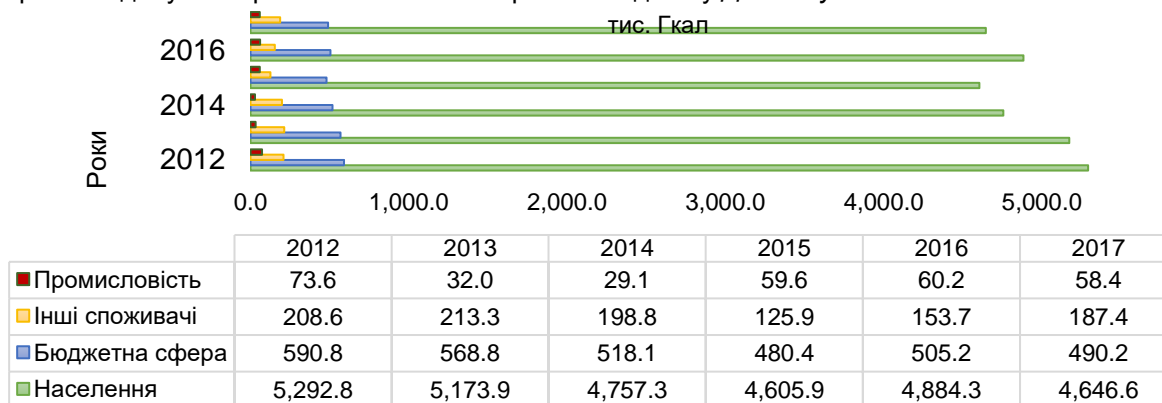 тис. Гкал
2016
2014
2012
Роки
0.0 1,000.0 2,000.0 3,000.0 4,000.0 5,000.0
2012 2013 2014 2015 2016 2017
Промисловість 73.6 32.0 29.1 59.6 60.2 58.4
Інші споживачі 208.6 213.3 198.8 125.9 153.7 187.4
Бюджетна сфера 590.8 568.8 518.1 480.4 505.2 490.2
Населення 5,292.8 5,173.9 4,757.3 4,605.9 4,884.3 4,646.6